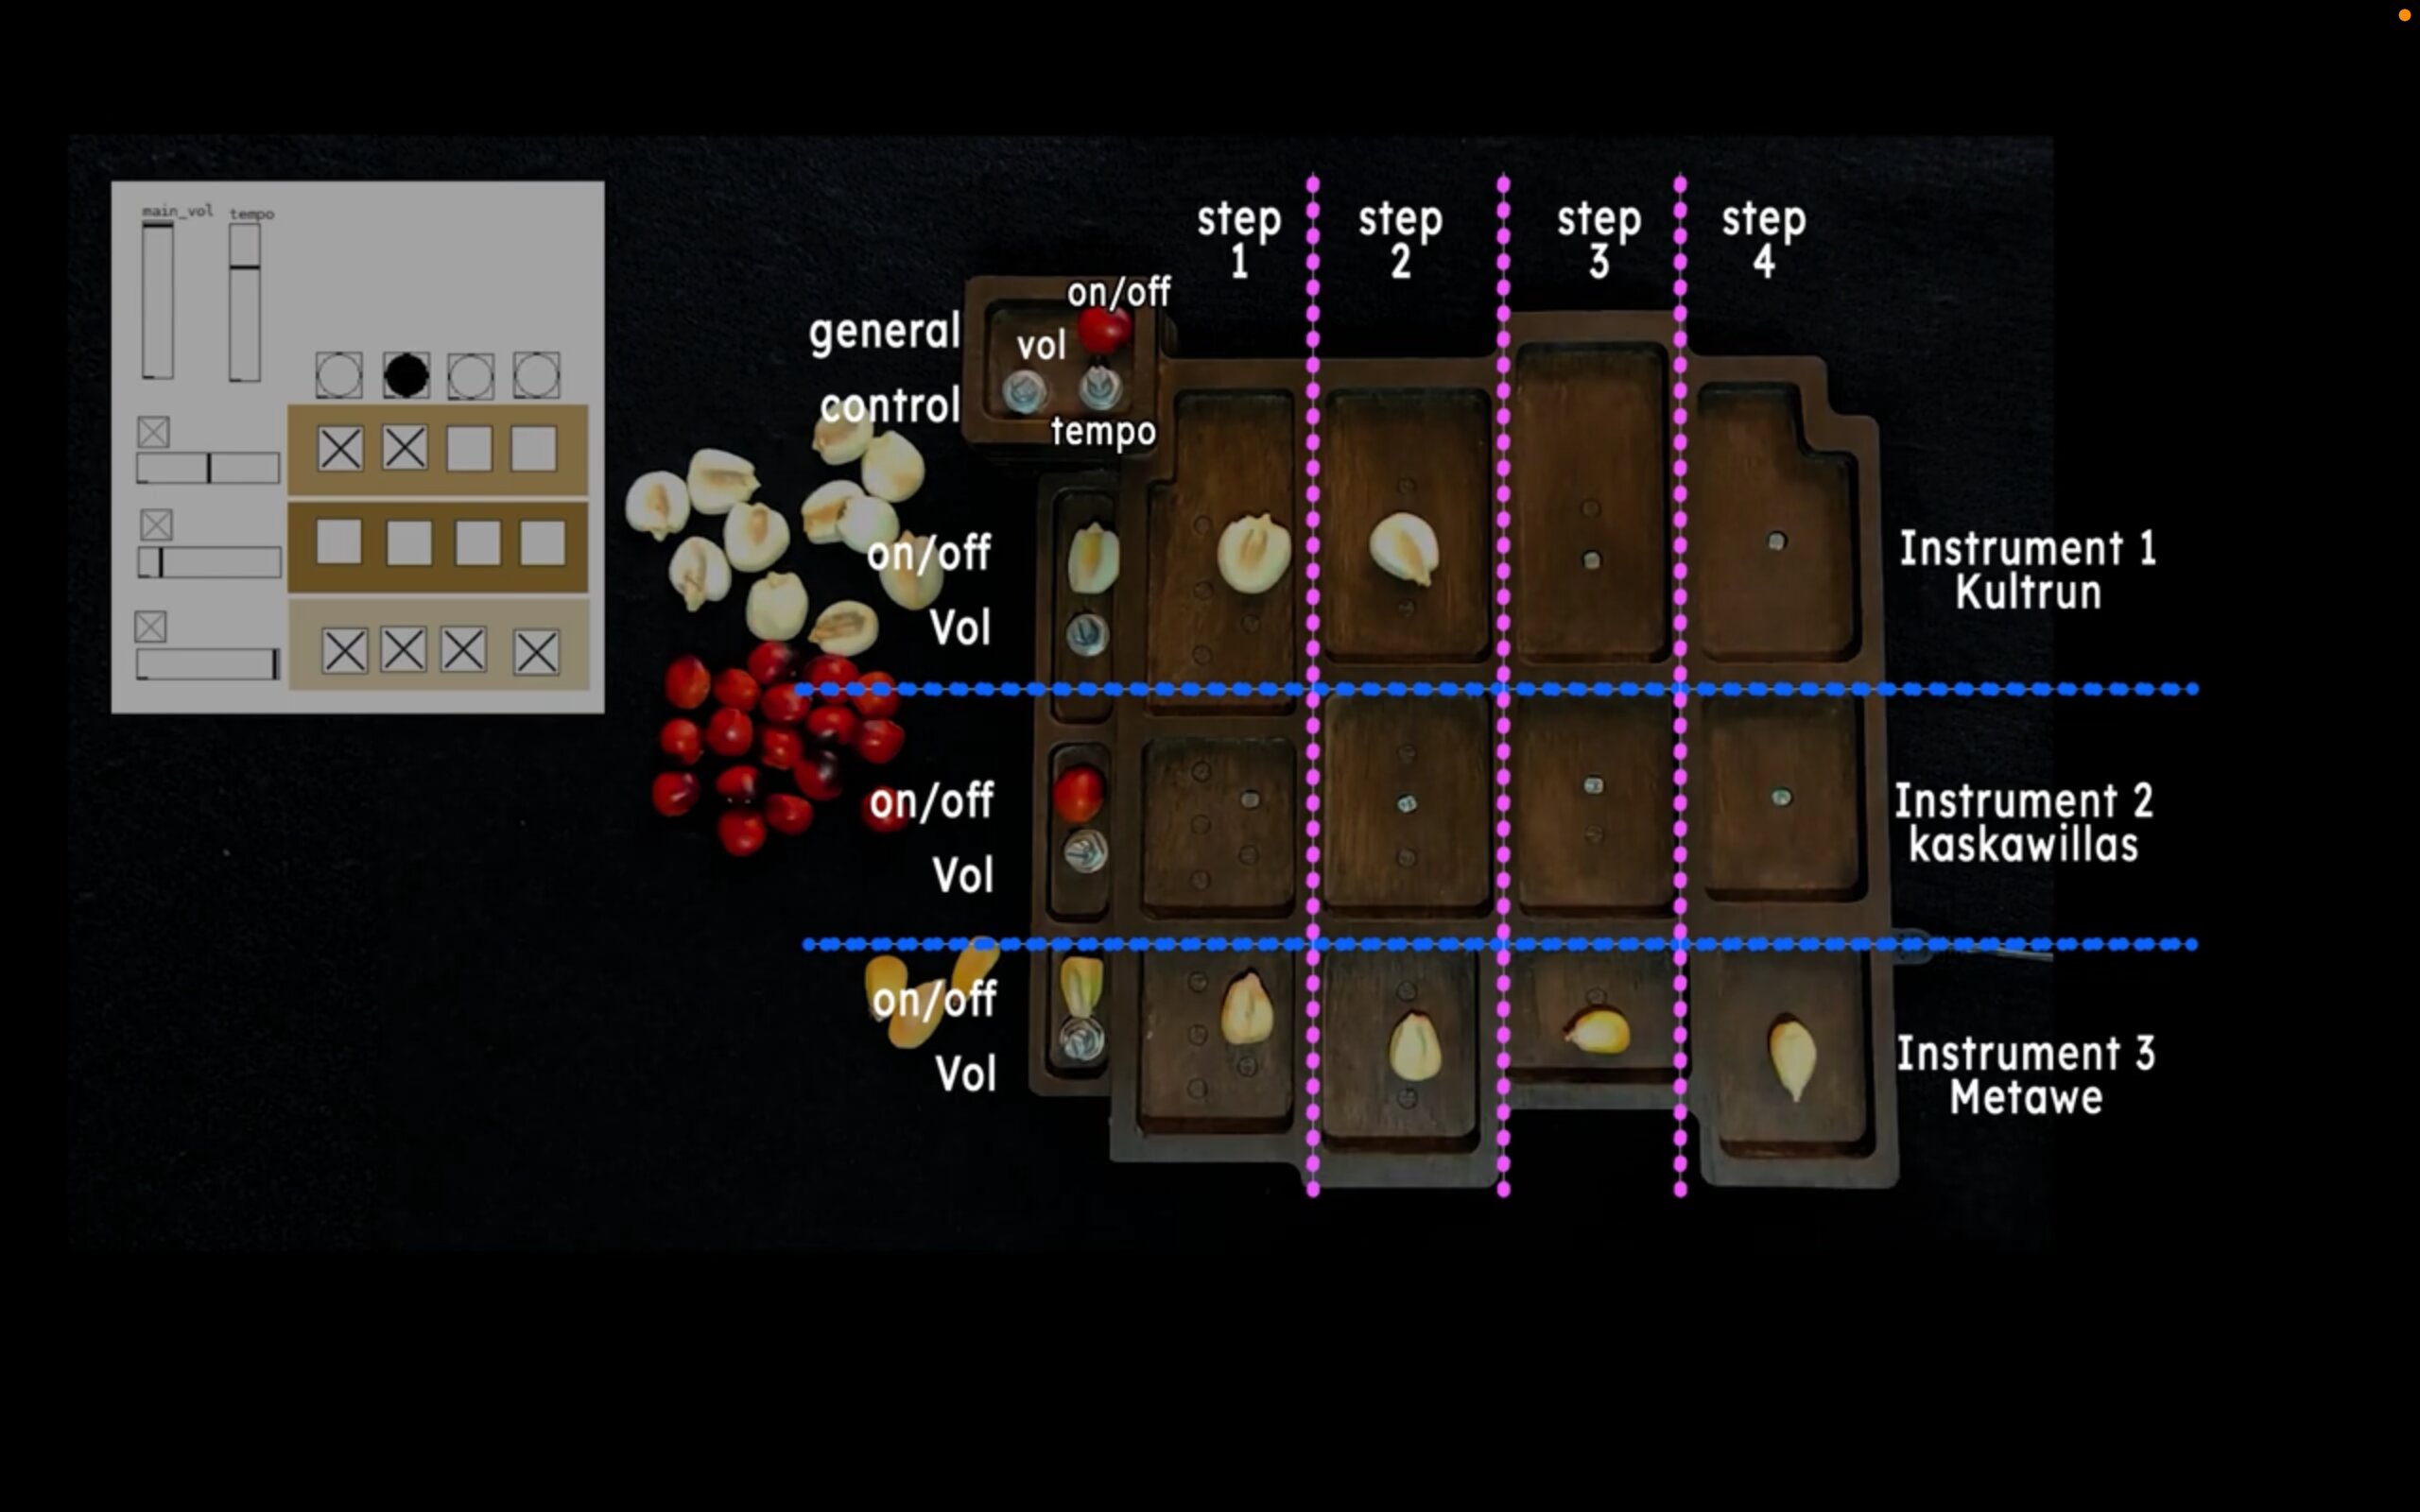 main_vol tempo
step
1
step
2
step
3
step
4
on/off
general
vol
control
tempo
on/off
Vol
Instrument 1
Kultrun
on/off
Vol
Instrument 2
kaskawillas
on/off
Vol
Instrument 3
Metawe